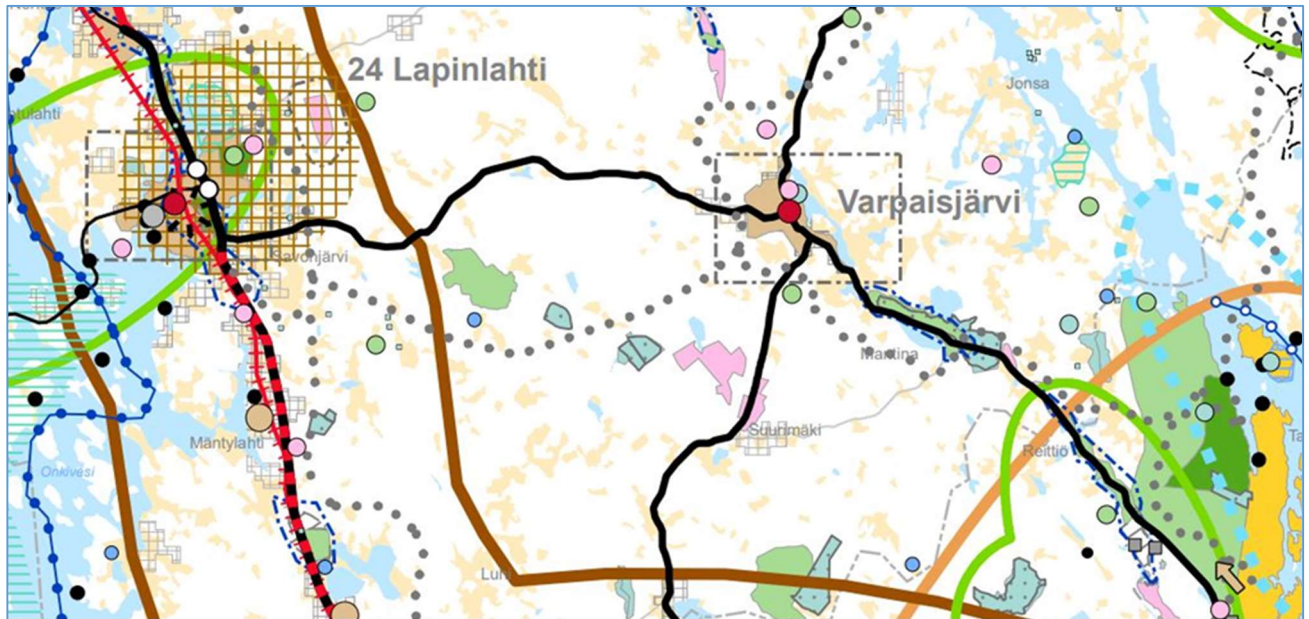 24 Lapinlahti
Jonsa
Varpaisjärvi
Savonjärvi
Martina
Suurimäki
Mäntylahti
Reittiö
Onkivesi